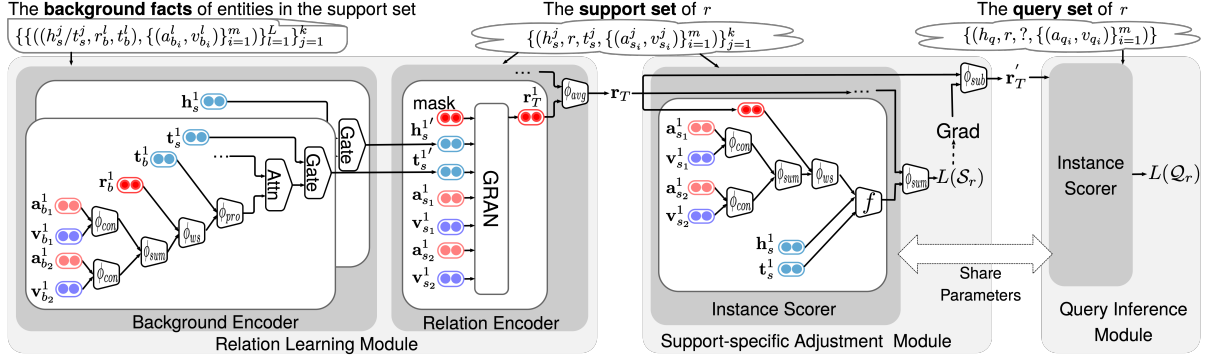 The background facts of entities in the support set
{{((h_s^j/t_s^j, r_b^l, t_b^l), {(a_{b_i}^l, v_{b_i}^l)}_{i=1}^m)}_{l=1}^L}_{j=1}^k
The support set of r
{(h_s^j, r, t_s^j, {(a_{s_i}^j, v_{s_i}^j)}_{i=1}^m)}_{j=1}^k
The query set of r
{(h_q, r, ?, {(a_{q_i}, v_{q_i})}_{i=1}^m)}
h_s^1
t_s^1
t_b^1
...
r_b^1
a_{b_1}^1
v_{b_1}^1
a_{b_2}^1
v_{b_2}^1
ϕ_con
ϕ_con
ϕ_sum
ϕ_ws
ϕ_pro
Attn
Gate
Gate
Background Encoder
mask
h_s^{1'}
t_s^{1'}
a_{s_1}^1
v_{s_1}^1
a_{s_2}^1
v_{s_2}^1
GRAN
...
r_T^1
ϕ_avg
r_T
Relation Encoder
Relation Learning Module
...
a_{s_1}^1
v_{s_1}^1
a_{s_2}^1
v_{s_2}^1
ϕ_con
ϕ_con
ϕ_sum
ϕ_ws
f
h_s^1
t_s^1
ϕ_sum
L(S_r)
Grad
ϕ_sub
r_T^'
Instance Scorer
Support-specific Adjustment Module
Share
Parameters
Instance
Scorer
L(Q_r)
Query Inference
Module